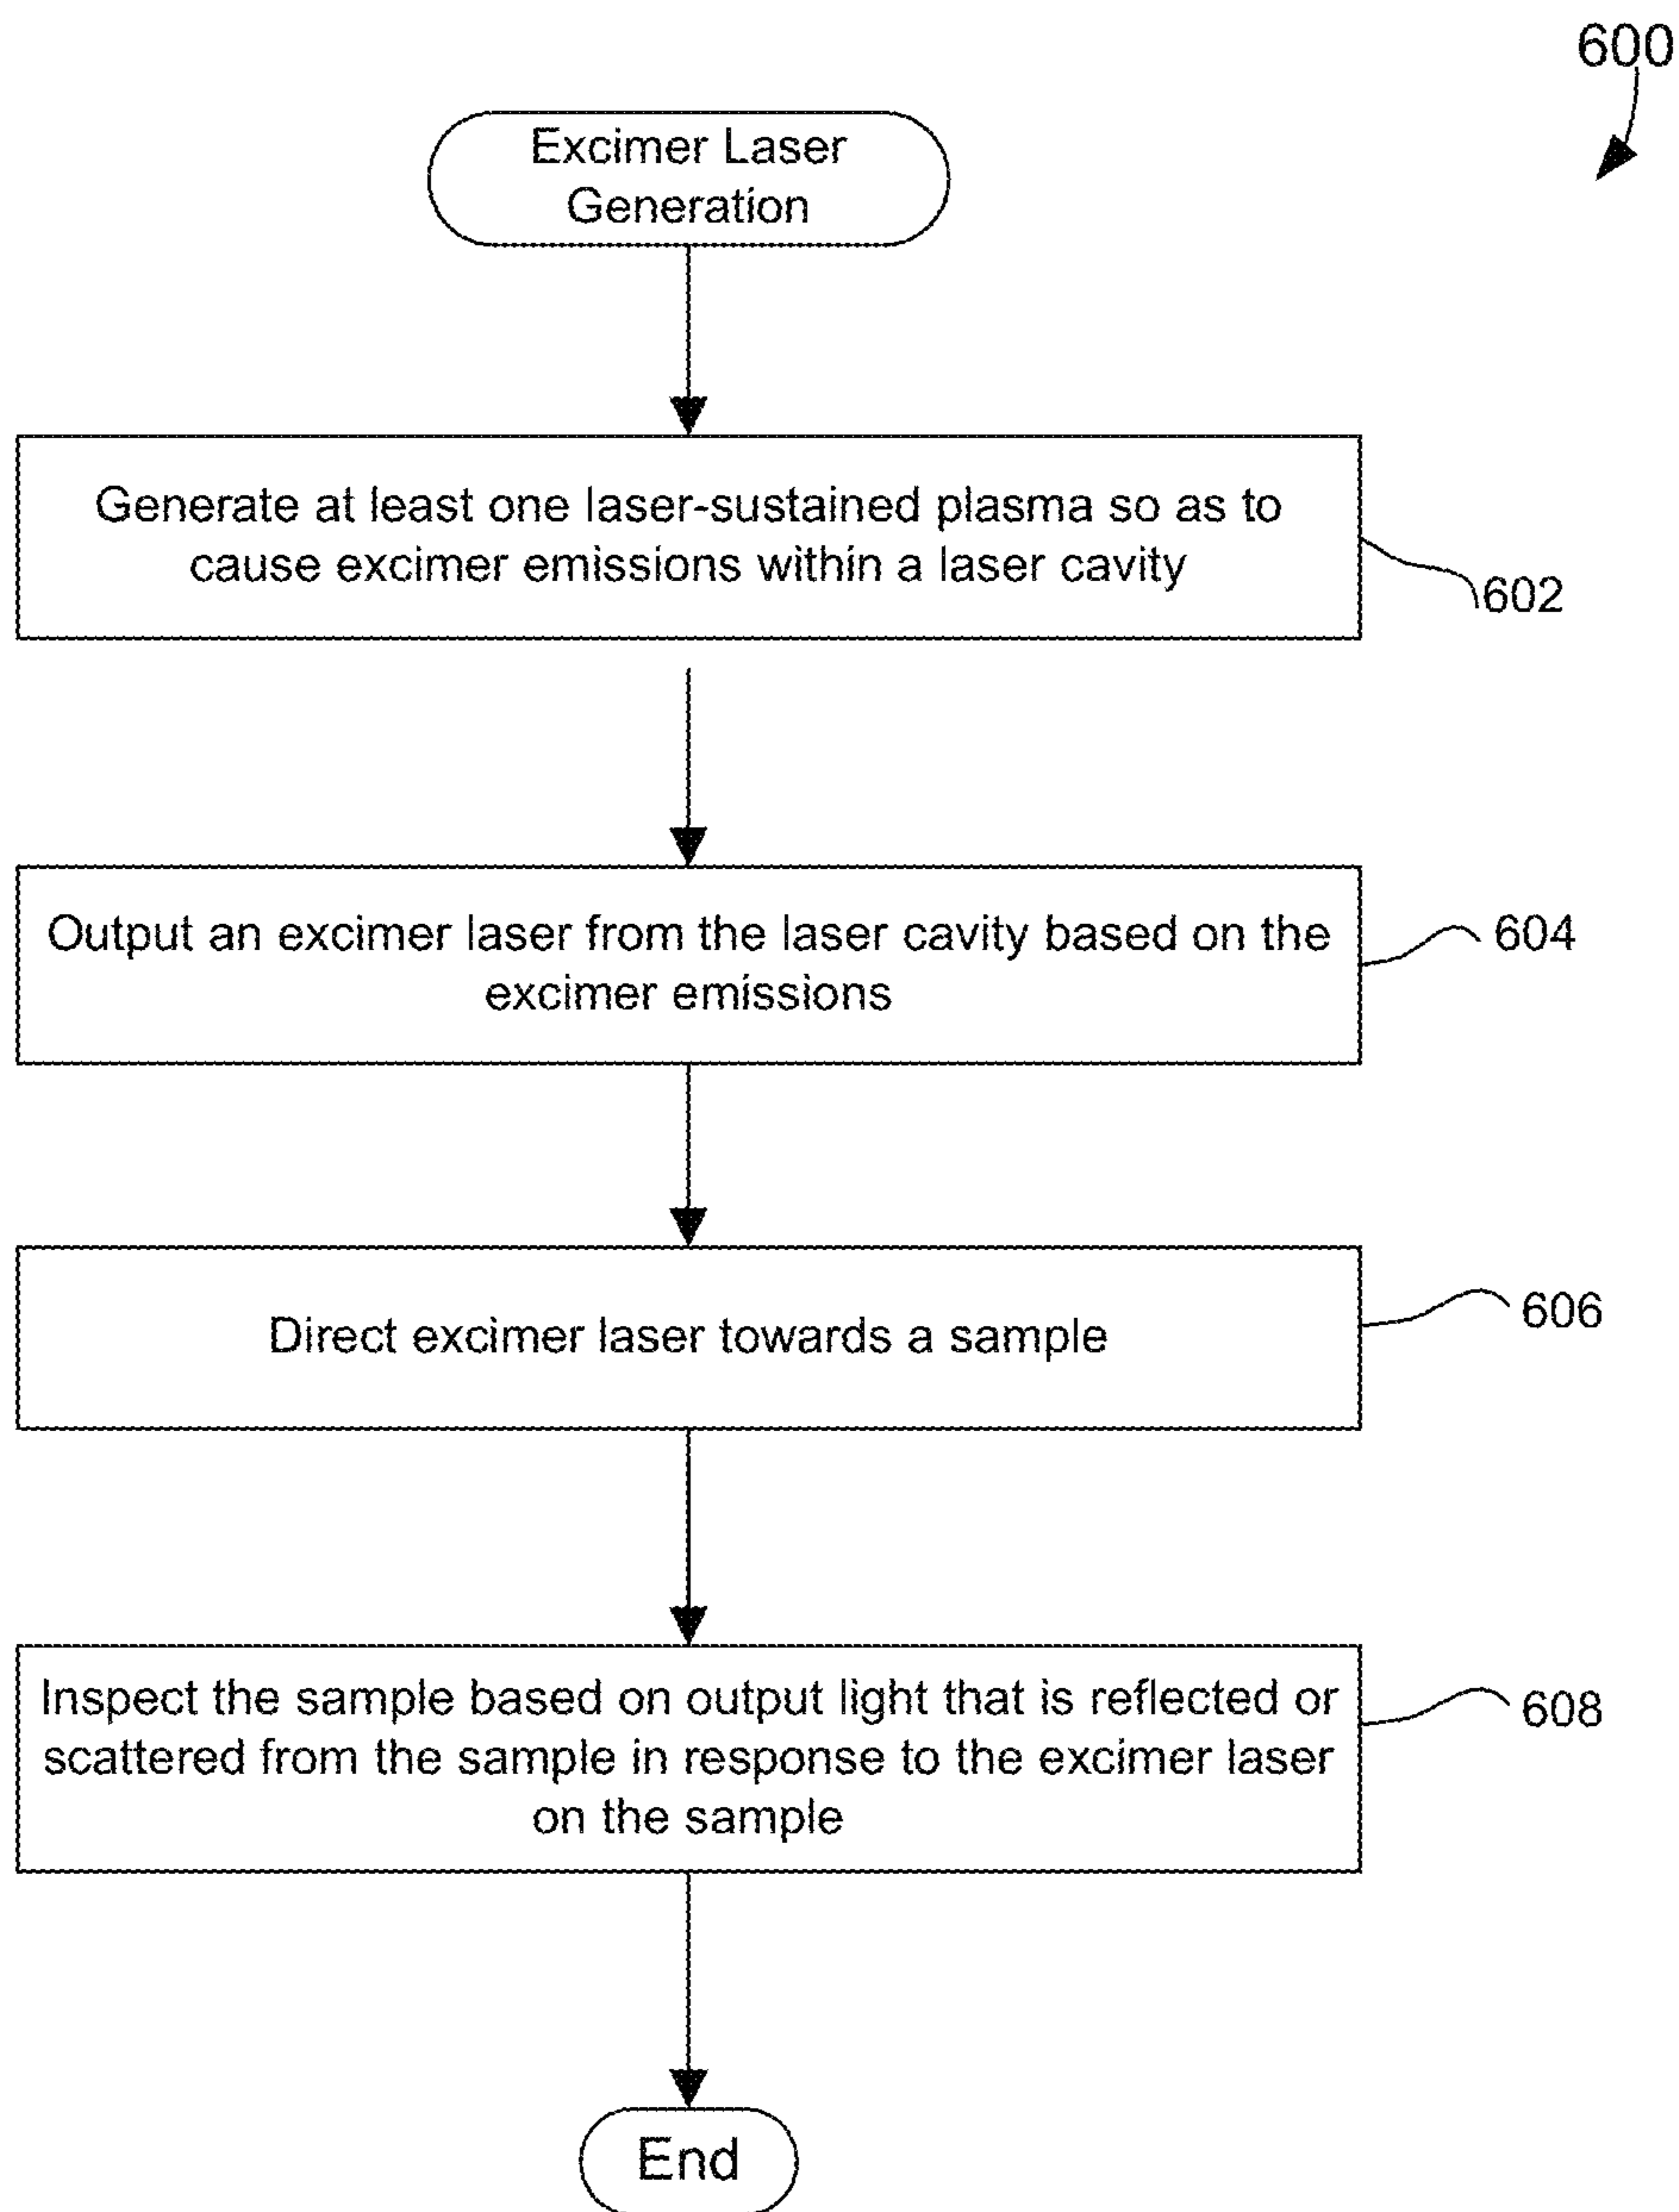 600
Excimer Laser
Generation
Generate at least one laser-sustained plasma so as to
cause excimer emissions within a laser cavity
602
Output an excimer laser from the laser cavity based on the
excimer emissions
604
Direct excimer laser towards a sample
606
Inspect the sample based on output light that is reflected or
scattered from the sample in response to the excimer laser
on the sample
608
End